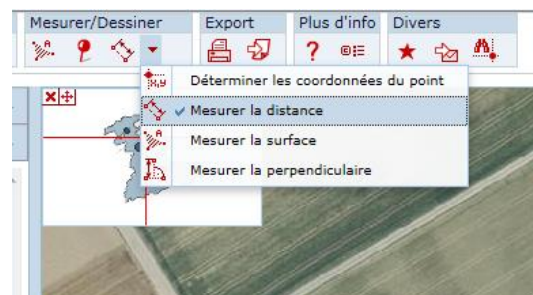 Mesurer/Dessiner Export Plus d'info Divers
Déterminer les coordonnées du point
Mesurer la distance
Mesurer la surface
Mesurer la perpendiculaire